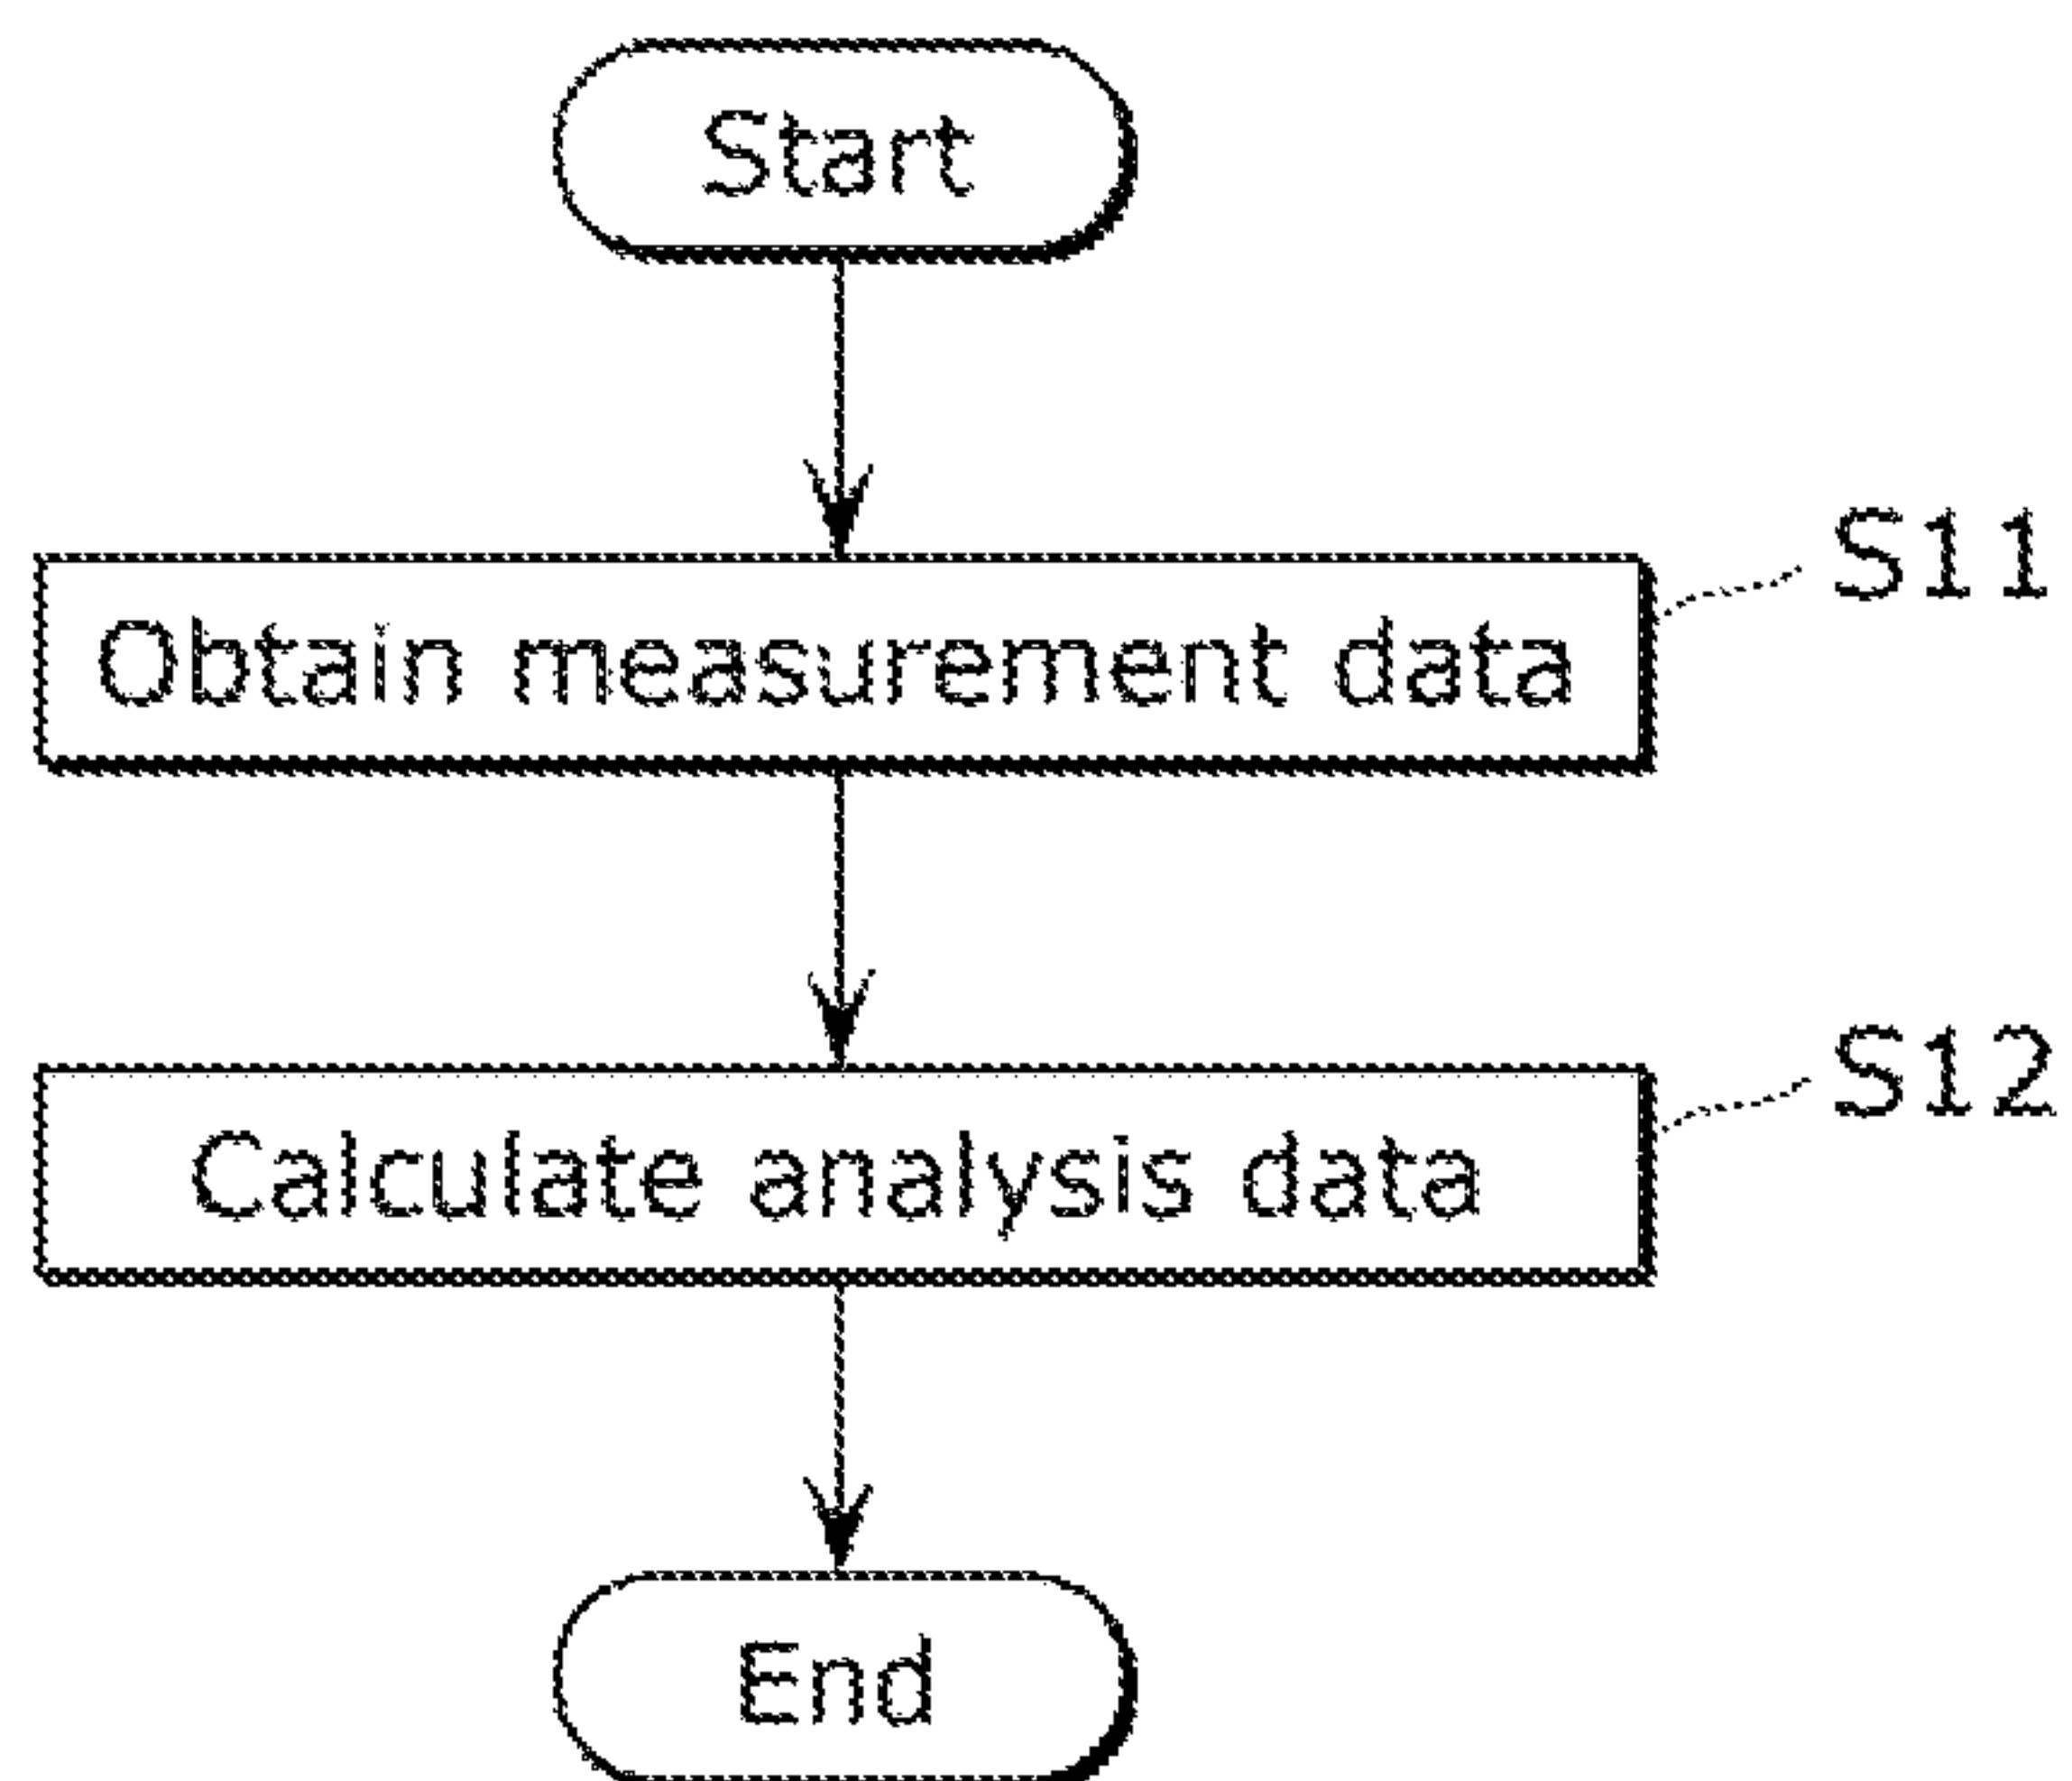 Start
S11
Obtain measurement data
S12
Calculate analysis data
End